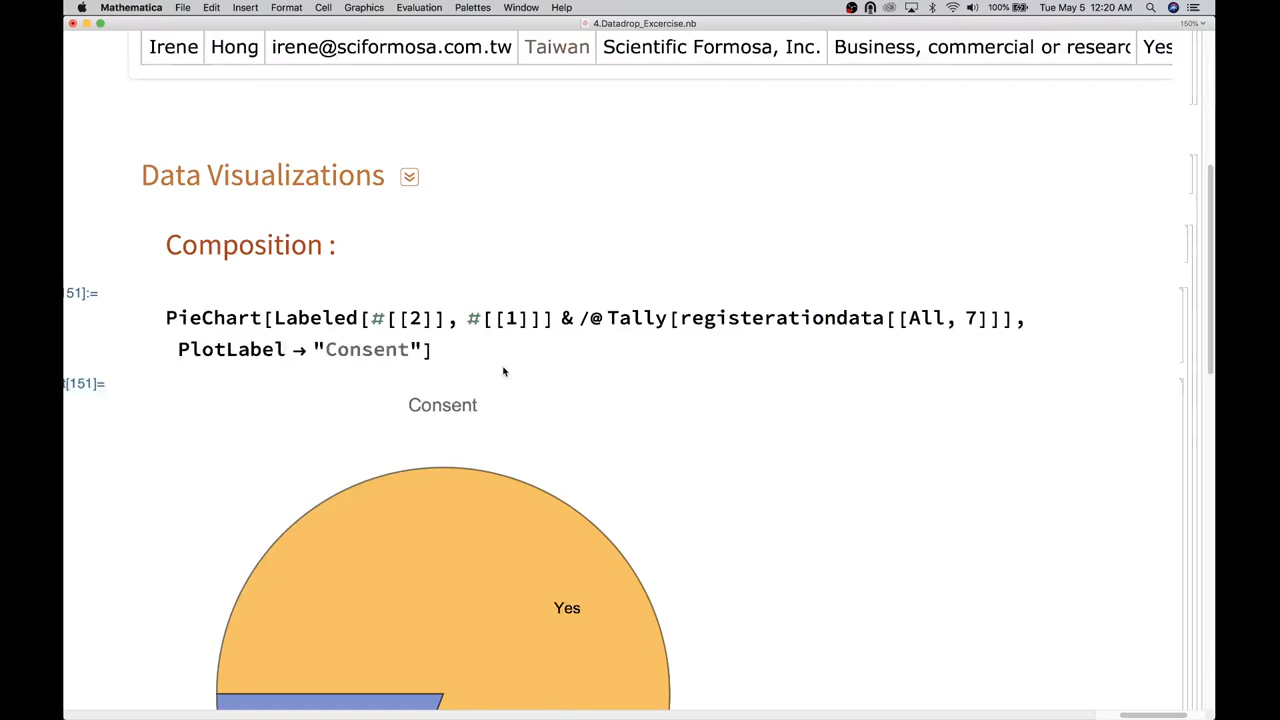 Mathematica File Edit Insert Format Cell Graphics Evaluation Palettes Window Help 100% Tue May 5 12:20 AM
4.Datadrop_Excercise.nb 150%
Irene Hong irene@sciformosa.com.tw Taiwan Scientific Formosa, Inc. Business, commercial or researc Yes
Data Visualizations
Composition :
51]:=
PieChart[Labeled[#[[2]], #[[1]]] & /@ Tally[registerationdata[[All, 7]]],
PlotLabel → "Consent"]
t[151]=
Consent
Yes